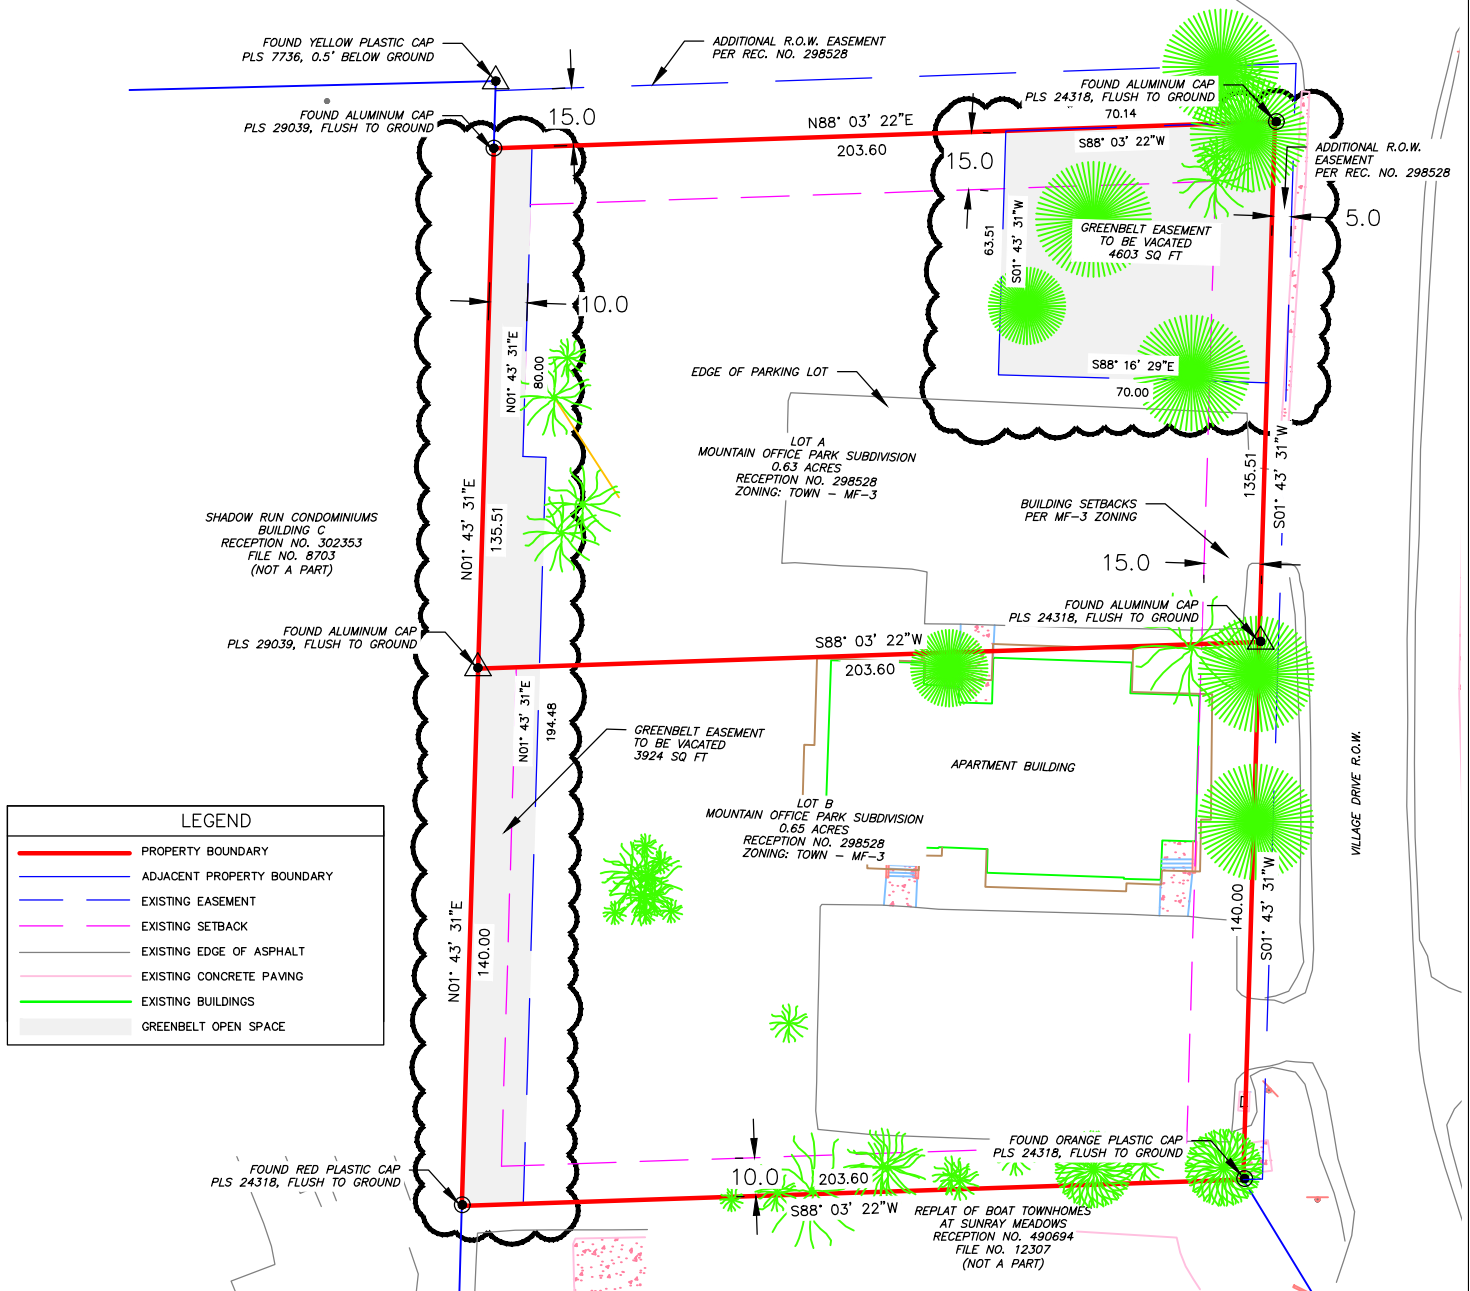 FOUND YELLOW PLASTIC CAP
PLS 7736, 0.5' BELOW GROUND
ADDITIONAL R.O.W. EASEMENT
PER REC. NO. 298528
FOUND ALUMINUM CAP
PLS 24318, FLUSH TO GROUND
FOUND ALUMINUM CAP
PLS 29039, FLUSH TO GROUND
15.0
N88° 03' 22"E
203.60
70.14
S88° 03' 22"W
15.0
ADDITIONAL R.O.W.
EASEMENT
PER REC. NO. 298528
5.0
63.51
S01° 43' 31"W
GREENBELT EASEMENT
TO BE VACATED
4603 SQ FT
10.0
N01° 43' 31"E
80.00
S88° 16' 29"E
70.00
EDGE OF PARKING LOT
LOT A
MOUNTAIN OFFICE PARK SUBDIVISION
0.63 ACRES
RECEPTION NO. 298528
ZONING: TOWN - MF-3
135.51
S01° 43' 31"W
N01° 43' 31"E
135.51
SHADOW RUN CONDOMINIUMS
BUILDING C
RECEPTION NO. 302353
FILE NO. 8703
(NOT A PART)
BUILDING SETBACKS
PER MF-3 ZONING
15.0
FOUND ALUMINUM CAP
PLS 24318, FLUSH TO GROUND
FOUND ALUMINUM CAP
PLS 29039, FLUSH TO GROUND
S88° 03' 22"W
203.60
N01° 43' 31"E
194.48
GREENBELT EASEMENT
TO BE VACATED
3924 SQ FT
APARTMENT BUILDING
VILLAGE DRIVE R.O.W.
LOT B
MOUNTAIN OFFICE PARK SUBDIVISION
0.65 ACRES
RECEPTION NO. 298528
ZONING: TOWN - MF-3
LEGEND
PROPERTY BOUNDARY
ADJACENT PROPERTY BOUNDARY
EXISTING EASEMENT
EXISTING SETBACK
EXISTING EDGE OF ASPHALT
EXISTING CONCRETE PAVING
EXISTING BUILDINGS
GREENBELT OPEN SPACE
N01° 43' 31"E
140.00
140.00
S01° 43' 31"W
FOUND ORANGE PLASTIC CAP
PLS 24318, FLUSH TO GROUND
FOUND RED PLASTIC CAP
PLS 24318, FLUSH TO GROUND
10.0
203.60
S88° 03' 22"W
REPLAT OF BOAT TOWNHOMES
AT SUNRAY MEADOWS
RECEPTION NO. 490694
FILE NO. 12307
(NOT A PART)